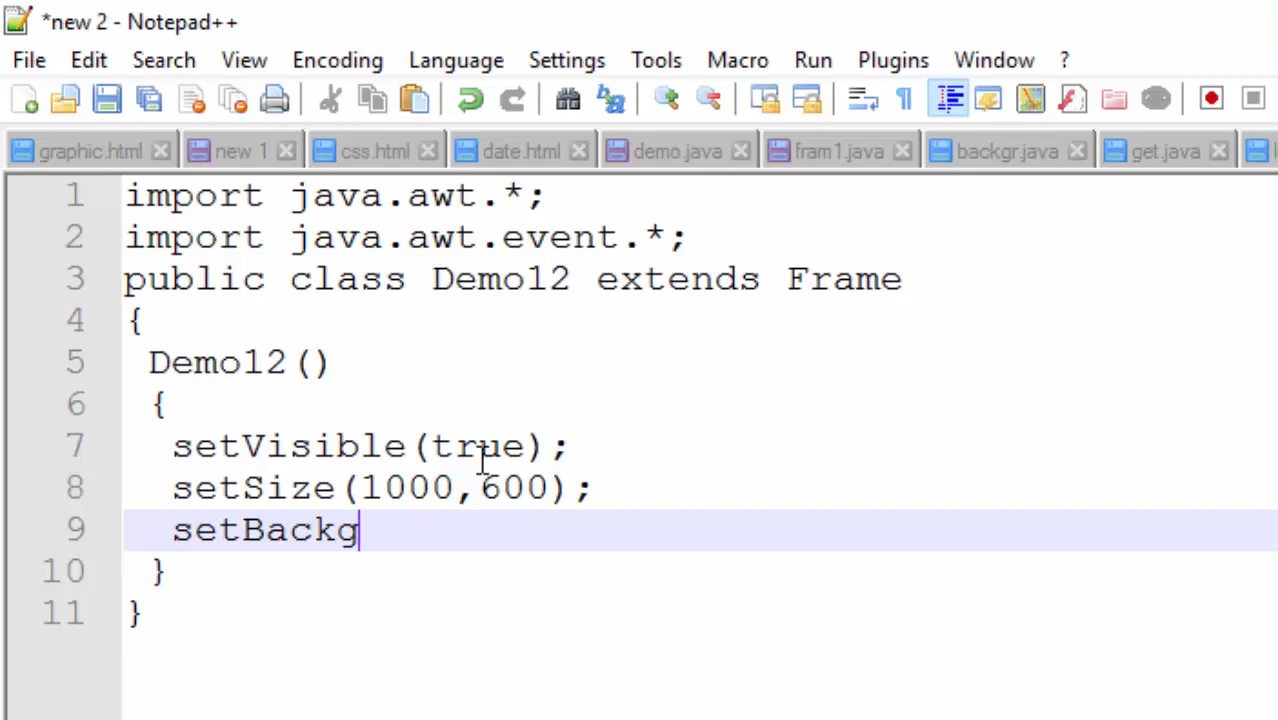 *new 2 - Notepad++
File Edit Search View Encoding Language Settings Tools Macro Run Plugins Window ?
graphic.html new 1 css.html date.html demo.java fram1.java backgr.java get.java
1 import java.awt.*;
2 import java.awt.event.*;
3 public class Demo12 extends Frame
4 {
5 Demo12()
6 {
7 setVisible(true);
8 setSize(1000,600);
9 setBackg
10 }
11 }